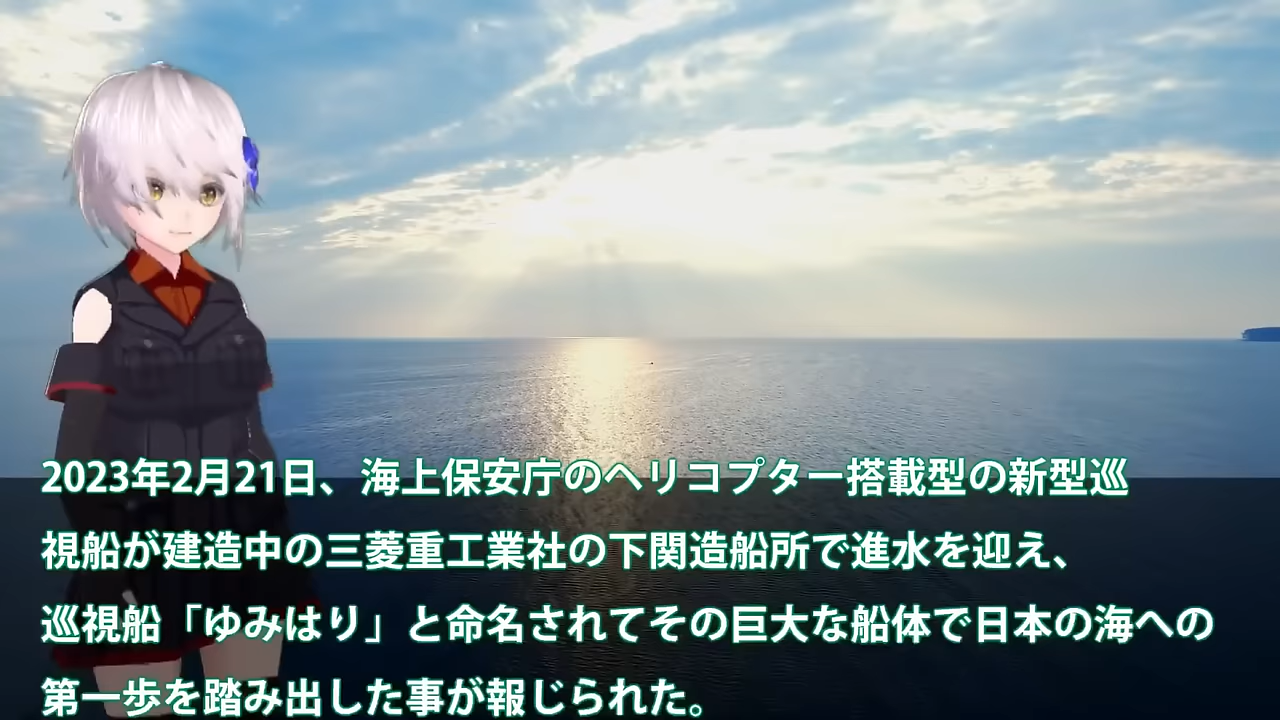 2023年2月21日、海上保安庁のヘリコプター搭載型の新型巡
視船が建造中の三菱重工業社の下関造船所で進水を迎え、
巡視船「ゆみはり」と命名されてその巨大な船体で日本の海への
第一歩を踏み出した事が報じられた。